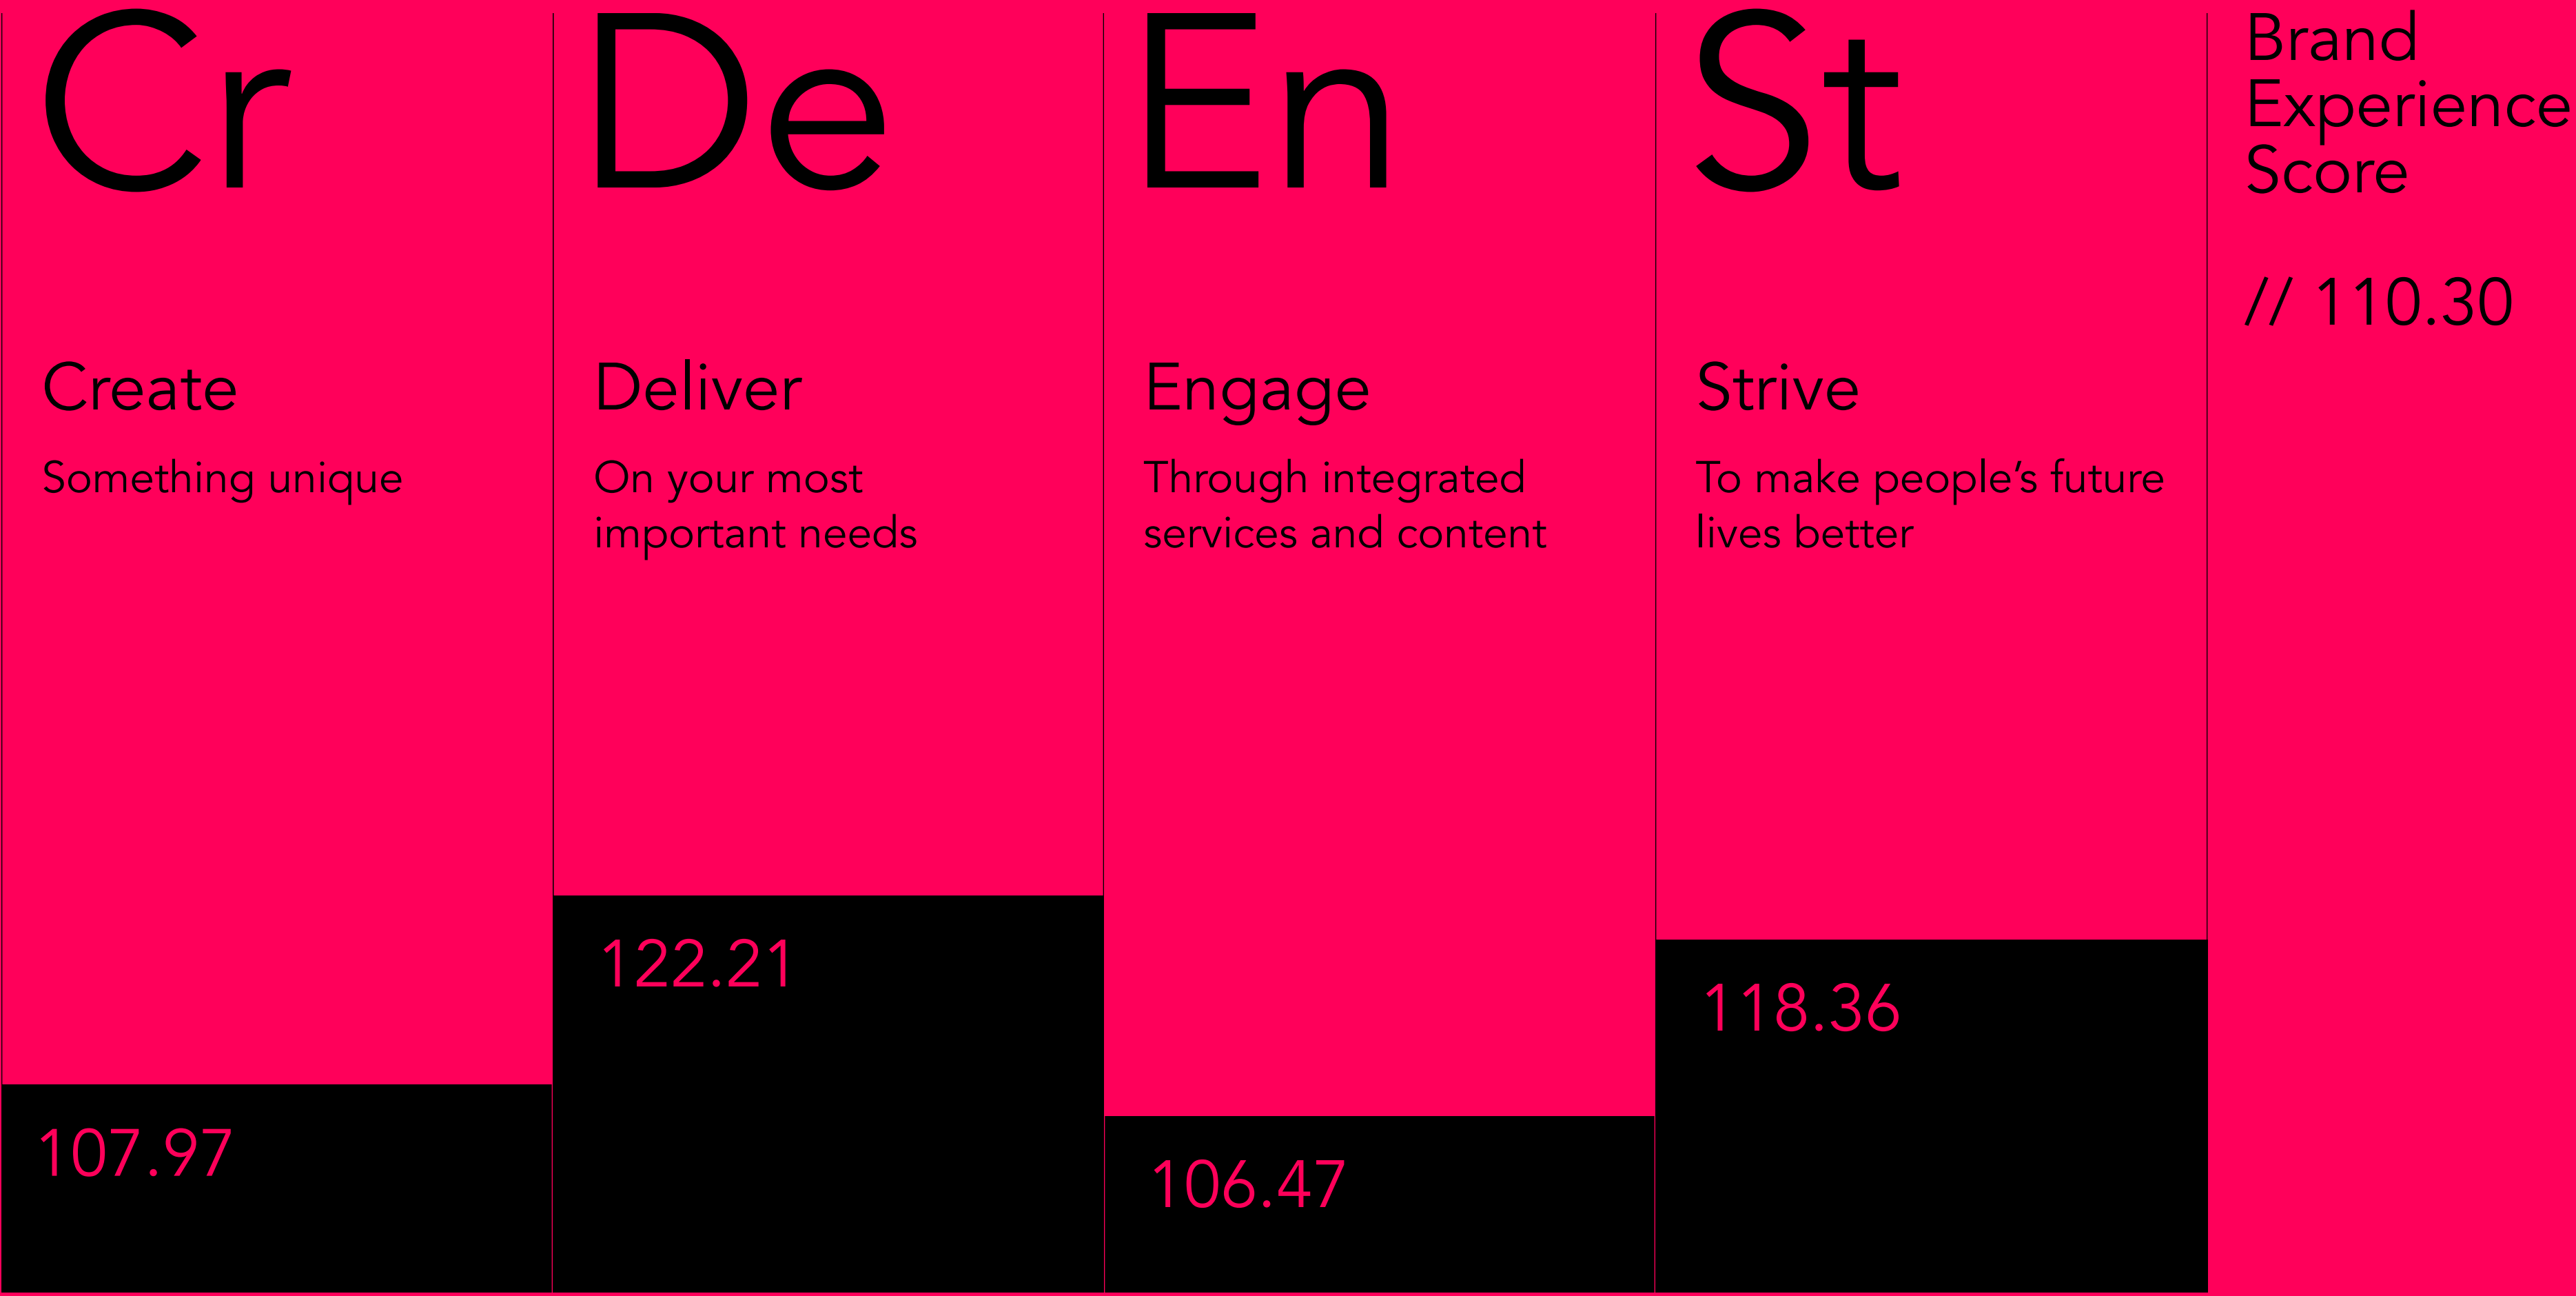 Cr
Create
Something unique
107.97
De
Deliver
On your most
important needs
122.21
En
Engage
Through integrated
services and content
106.47
St
Strive
To make people’s future
lives better
118.36
Brand
Experience
Score
// 110.30